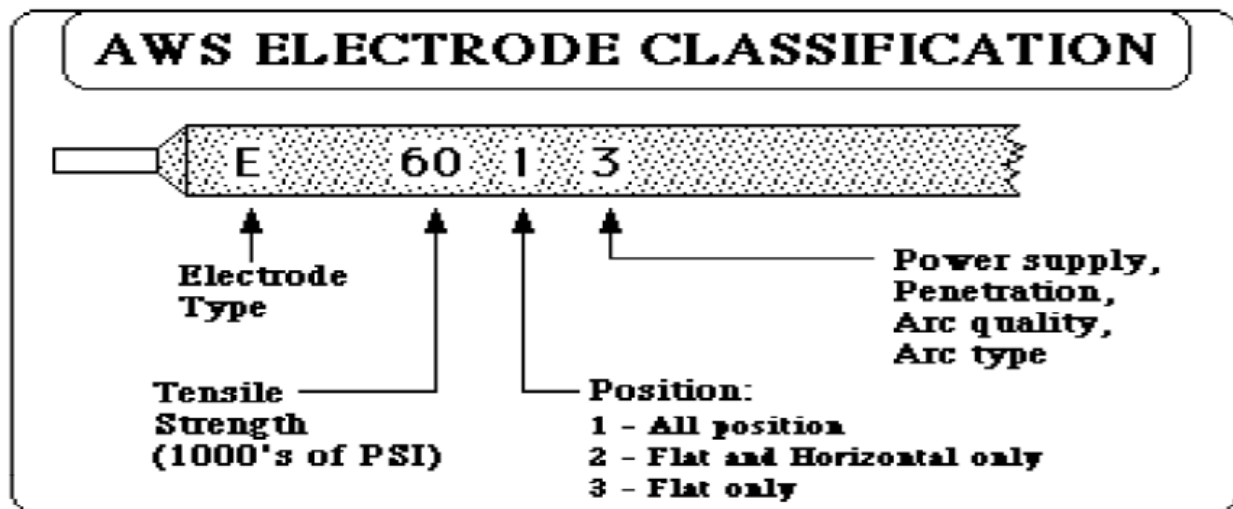 AWS ELECTRODE CLASSIFICATION
E 60 1 3
Electrode
Type
Power supply,
Penetration,
Arc quality,
Arc type
Tensile
Strength
(1000's of PSI)
Position:
1 - All position
2 - Flat and Horizontal only
3 - Flat only